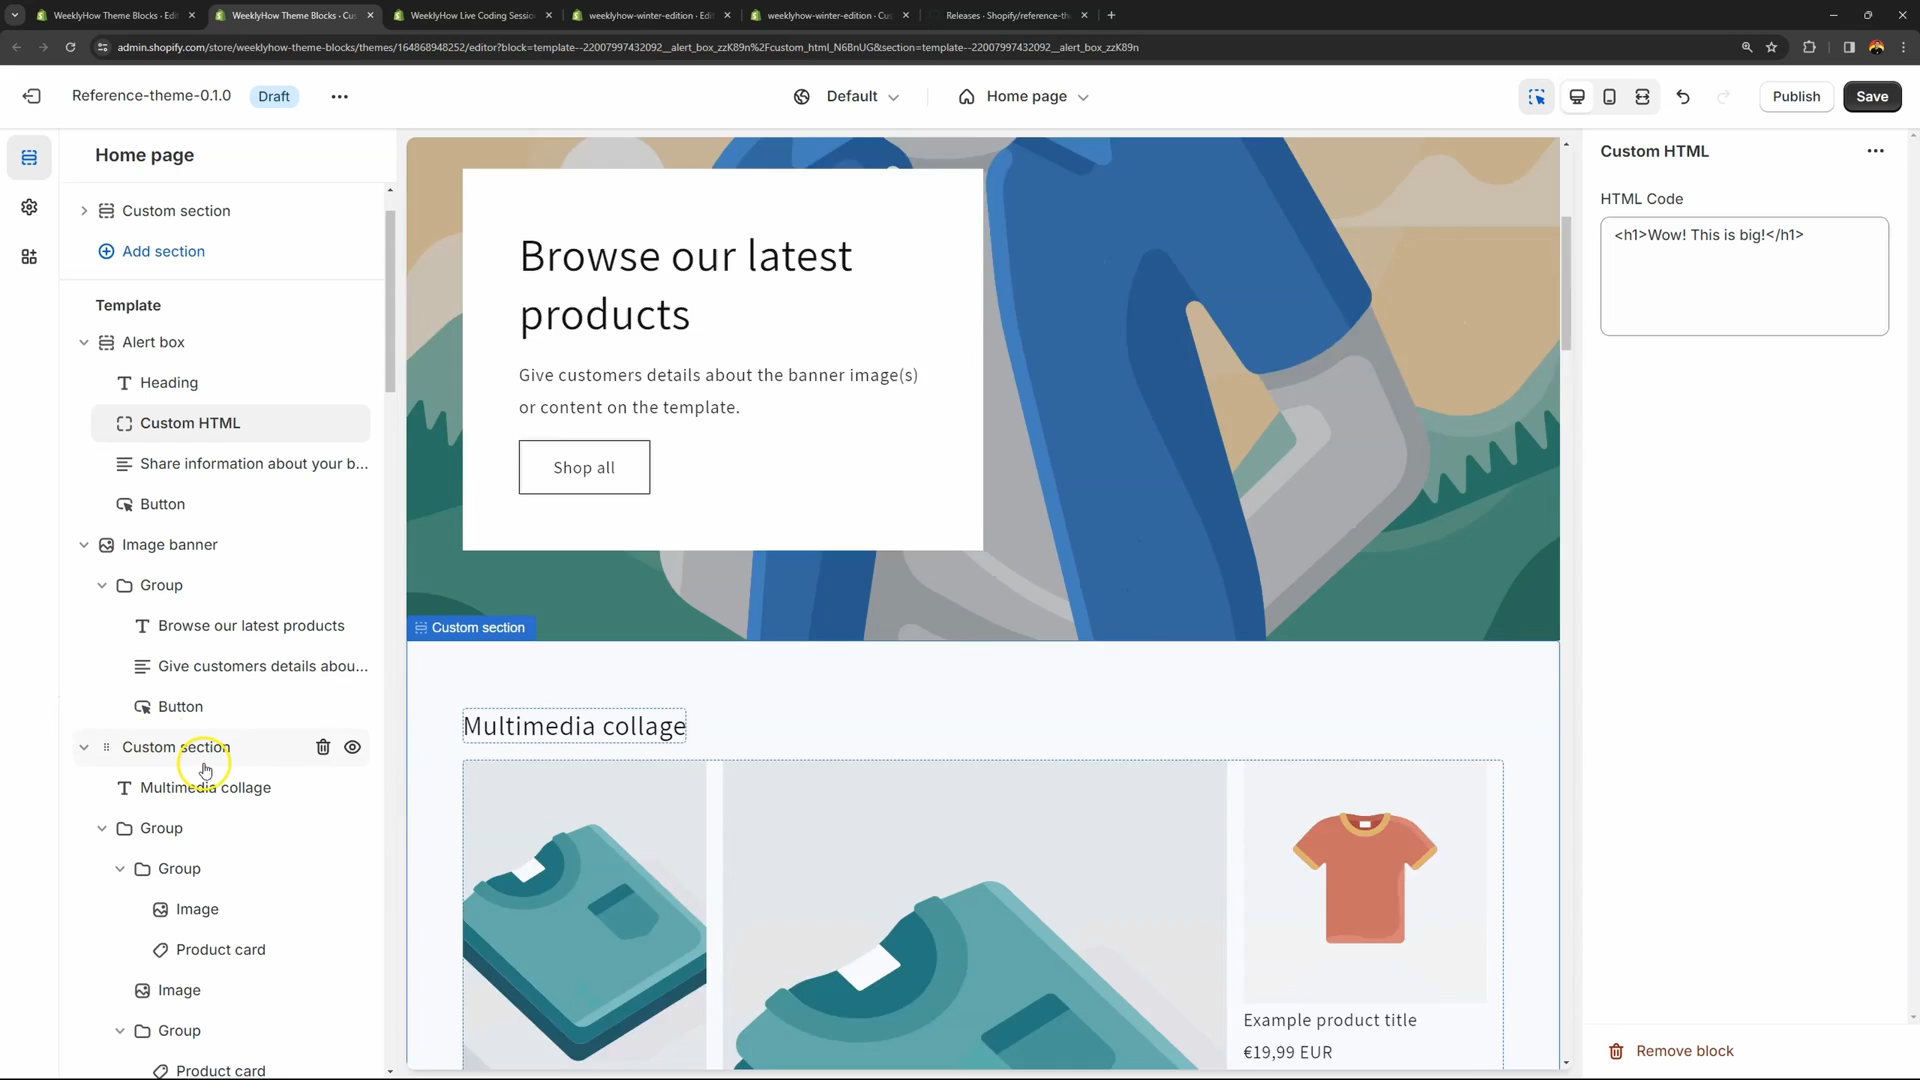 WeeklyHow Theme Blocks · Edit
WeeklyHow Theme Blocks · Cus
WeeklyHow Live Coding Sessio
weeklyhow-winter-edition · Edit
weeklyhow-winter-edition · Cus
Releases · Shopify/reference-th
admin.shopify.com/store/weeklyhow-theme-blocks/themes/164868948252/editor?block=template--22007997432092__alert_box_zzK89n%2Fcustom_html_N6BnUG&section=template--22007997432092__alert_box_zzK89n
Reference-theme-0.1.0
Draft
Default
Home page
Publish
Save
Home page
Custom section
Add section
Template
Alert box
Heading
Custom HTML
Share information about your b...
Button
Image banner
Group
Browse our latest products
Give customers details abou...
Button
Custom section
Multimedia collage
Group
Group
Image
Product card
Image
Group
Product card
Browse our latest
products
Give customers details about the banner image(s)
or content on the template.
Shop all
Custom section
Multimedia collage
Example product title
€19,99 EUR
Custom HTML
HTML Code
<h1>Wow! This is big!</h1>
Remove block